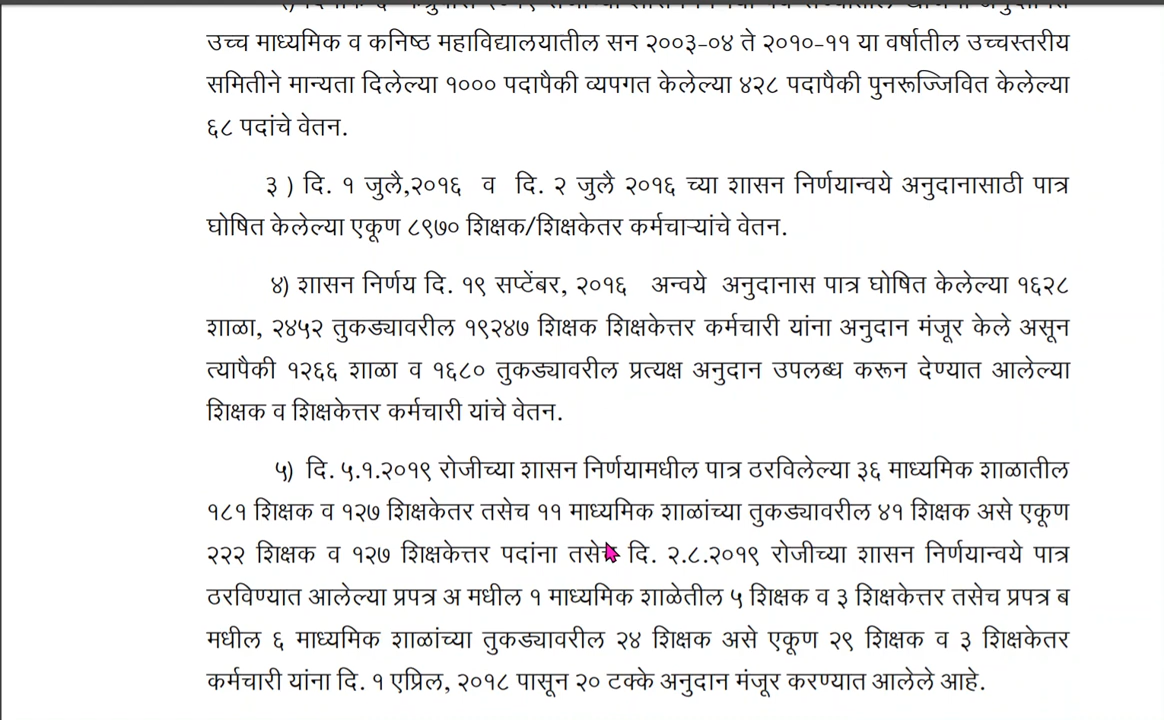 उच्च माध्यमिक व कनिष्ठ महाविद्यालयातील सन २००३-०४ ते २०१०-११ या वर्षातील उच्चस्तरीय
समितीने मान्यता दिलेल्या १००० पदापैकी व्यपगत केलेल्या ४२८ पदापैकी पुनरूज्जिवित केलेल्या
६८ पदांचे वेतन.
३ ) दि. १ जुलै,२०१६ व दि. २ जुलै २०१६ च्या शासन निर्णयान्वये अनुदानासाठी पात्र
घोषित केलेल्या एकूण ८९७० शिक्षक/शिक्षकेतर कर्मचाऱ्यांचे वेतन.
४) शासन निर्णय दि. १९ सप्टेंबर, २०१६ अन्वये अनुदानास पात्र घोषित केलेल्या १६२८
शाळा, २४५२ तुकड्यावरील १९२४७ शिक्षक शिक्षकेत्तर कर्मचारी यांना अनुदान मंजूर केले असून
त्यापैकी १२६६ शाळा व १६८० तुकड्यावरील प्रत्यक्ष अनुदान उपलब्ध करून देण्यात आलेल्या
शिक्षक व शिक्षकेत्तर कर्मचारी यांचे वेतन.
५) दि. ५.१.२०१९ रोजीच्या शासन निर्णयामधील पात्र ठरविलेल्या ३६ माध्यमिक शाळातील
१८१ शिक्षक व १२७ शिक्षकेतर तसेच ११ माध्यमिक शाळांच्या तुकड्यावरील ४१ शिक्षक असे एकूण
२२२ शिक्षक व १२७ शिक्षकेत्तर पदांना तसेच दि. २.८.२०१९ रोजीच्या शासन निर्णयान्वये पात्र
ठरविण्यात आलेल्या प्रपत्र अ मधील १ माध्यमिक शाळेतील ५ शिक्षक व ३ शिक्षकेत्तर तसेच प्रपत्र ब
मधील ६ माध्यमिक शाळांच्या तुकड्यावरील २४ शिक्षक असे एकूण २९ शिक्षक व ३ शिक्षकेतर
कर्मचारी यांना दि. १ एप्रिल, २०१८ पासून २० टक्के अनुदान मंजूर करण्यात आलेले आहे.